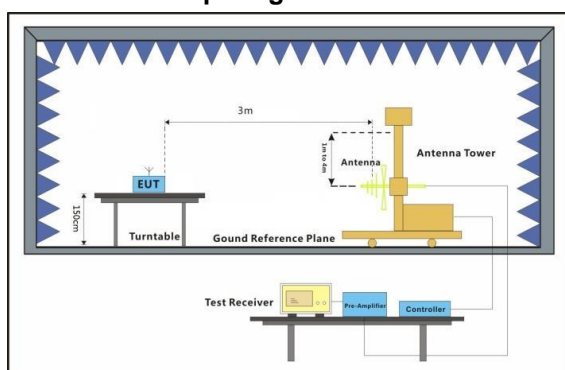 3m
1m to 4m
Antenna
Antenna Tower
EUT
150cm
Turntable
Gound Reference Plane
Test Receiver
Pre-Amplifier
Controller